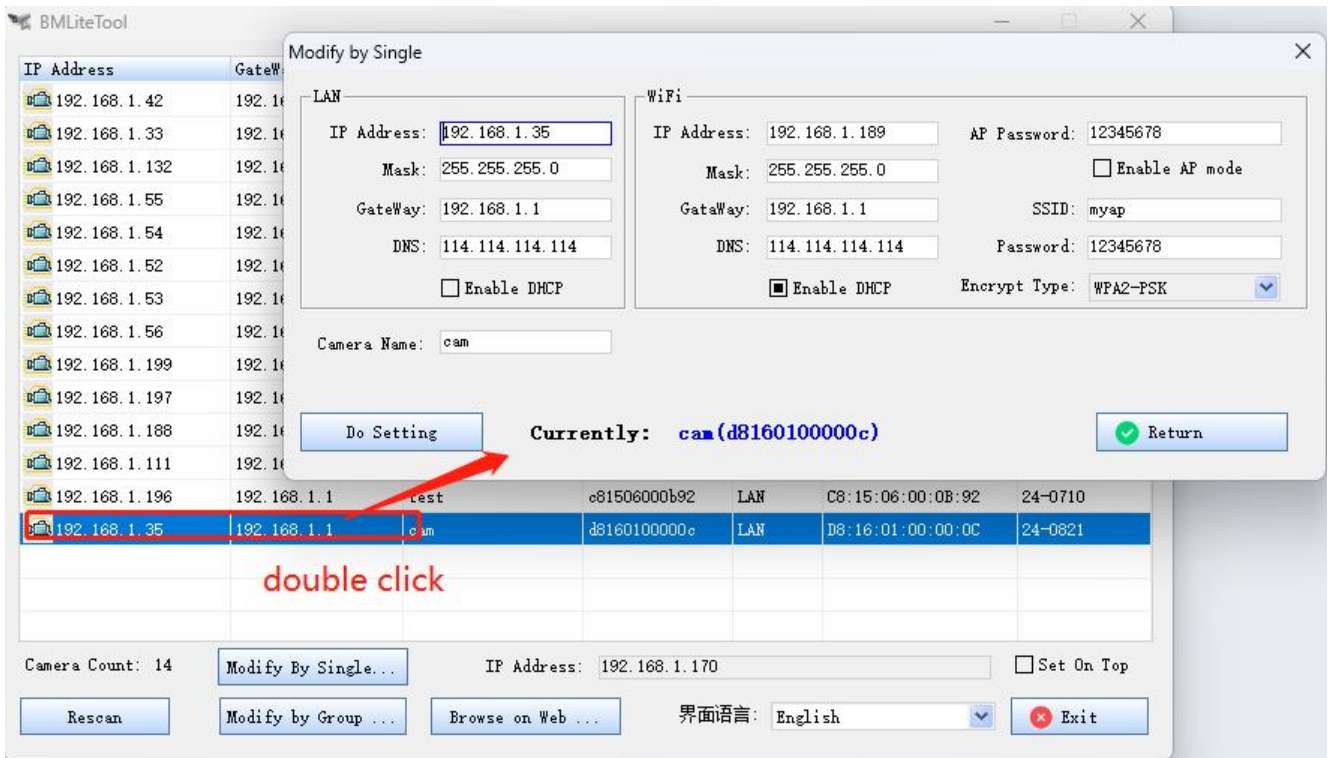 BMLiteTool
IP Address GateW
192.168.1.42 192.16
192.168.1.33 192.16
192.168.1.132 192.16
192.168.1.55 192.16
192.168.1.54 192.16
192.168.1.52 192.16
192.168.1.53 192.16
192.168.1.56 192.16
192.168.1.199 192.16
192.168.1.197 192.16
192.168.1.188 192.16
192.168.1.111 192.16
192.168.1.196 192.168.1.1 test c81506000b92 LAN C8:15:06:00:0B:92 24-0710
192.168.1.35 192.168.1.1 cam d8160100000c LAN D8:16:01:00:00:0C 24-0821
double click
Modify by Single
LAN
IP Address: 192.168.1.35
Mask: 255.255.255.0
GateWay: 192.168.1.1
DNS: 114.114.114.114
Enable DHCP
WiFi
IP Address: 192.168.1.189 AP Password: 12345678
Mask: 255.255.255.0 Enable AP mode
GataWay: 192.168.1.1 SSID: myap
DNS: 114.114.114.114 Password: 12345678
Enable DHCP Encrypt Type: WPA2-PSK
Camera Name: cam
Do Setting Currently: cam(d8160100000c) Return
Camera Count: 14 Modify By Single... IP Address: 192.168.1.170 Set On Top
Rescan Modify by Group ... Browse on Web ... 界面语言: English Exit